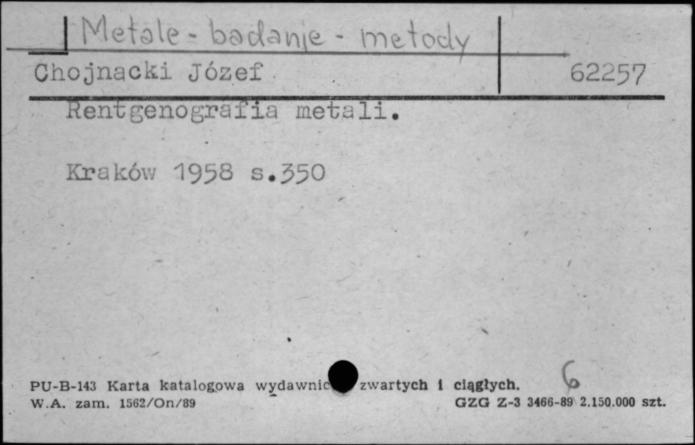 Metale - badanie - metody
Chojnacki Józef 62257
Rentgenografia metali.
Kraków 1958 s.350
6
PU-B-143 Karta katalogowa wydawnic zwartych i ciągłych.
W.A. zam. 1562/On/89 GZG Z-3 3466-89 2.150.000 szt.